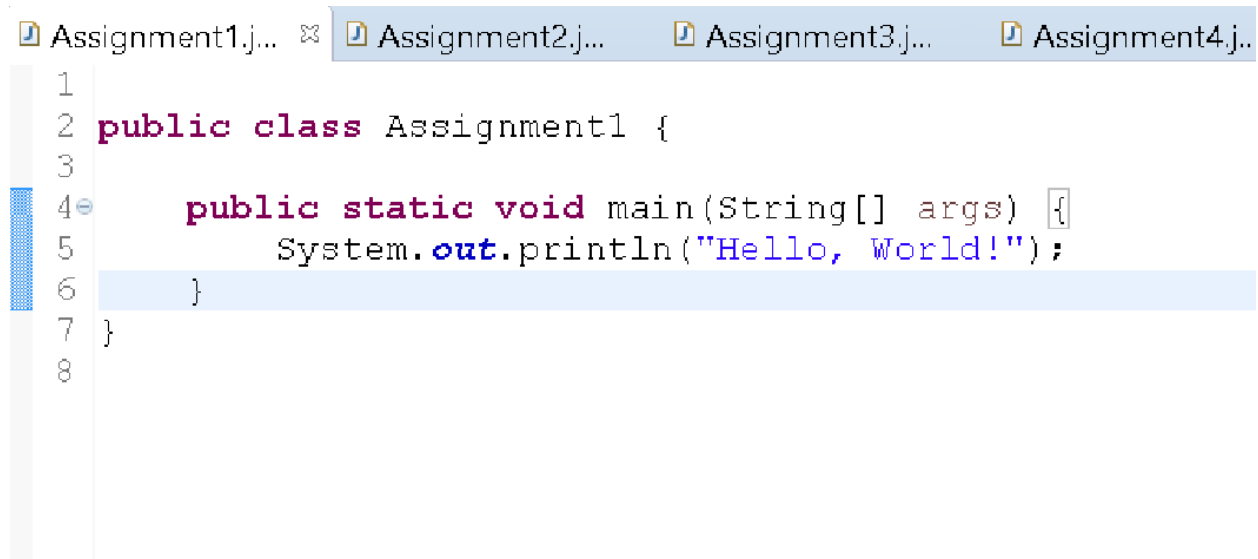 Assignment1.j... Assignment2.j... Assignment3.j... Assignment4.j...
1
2 public class Assignment1 {
3
4 public static void main(String[] args) {
5 System.out.println("Hello, World!");
6 }
7 }
8